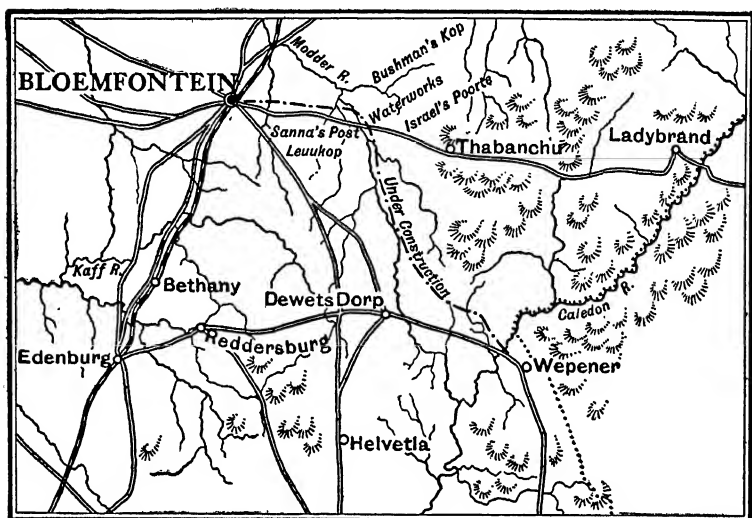 Modder R.
Bushman's Kop
BLOEMFONTEIN
Waterworks
Israel's Poorte
Sanna's Post
Leuukop
Thabanchu
Ladybrand
Under Construction
Kaff R.
Bethany
Dewets Dorp
Caledon R.
Reddersburg
Edenburg
Wepener
Helvetia